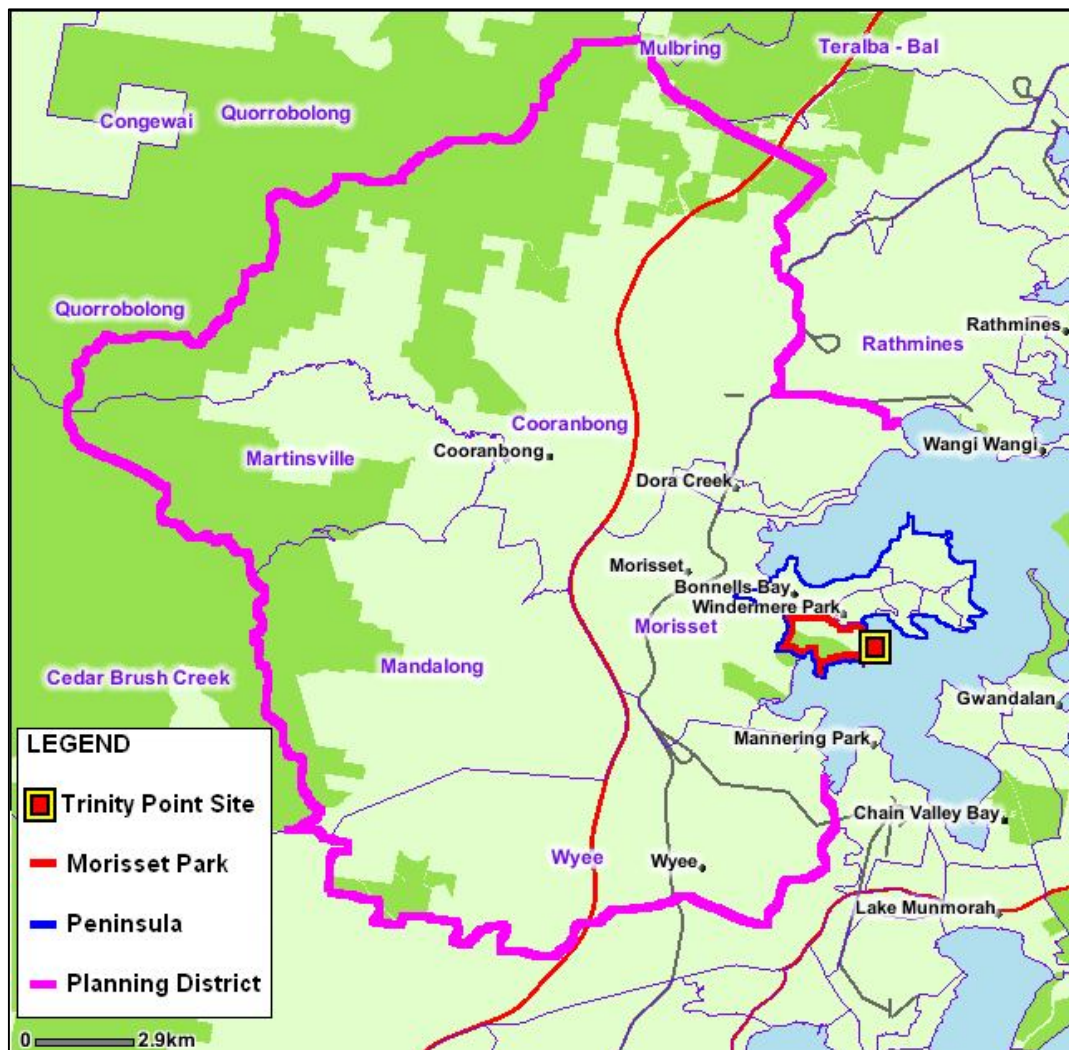 Mulbring
Teralba - Bal
Congewai
Quorrobolong
Quorrobolong
Rathmines
Rathmines
Cooranbong
Cooranbong
Martinsville
Wangi Wangi
Dora Creek
Morisset
Bonnells Bay
Windermere Park
Morisset
Mandalong
Cedar Brush Creek
Gwandalan
Mannering Park
Chain Valley Bay
Wyee
Wyee
Lake Munmorah
LEGEND
Trinity Point Site
Morisset Park
Peninsula
Planning District
0 2.9km